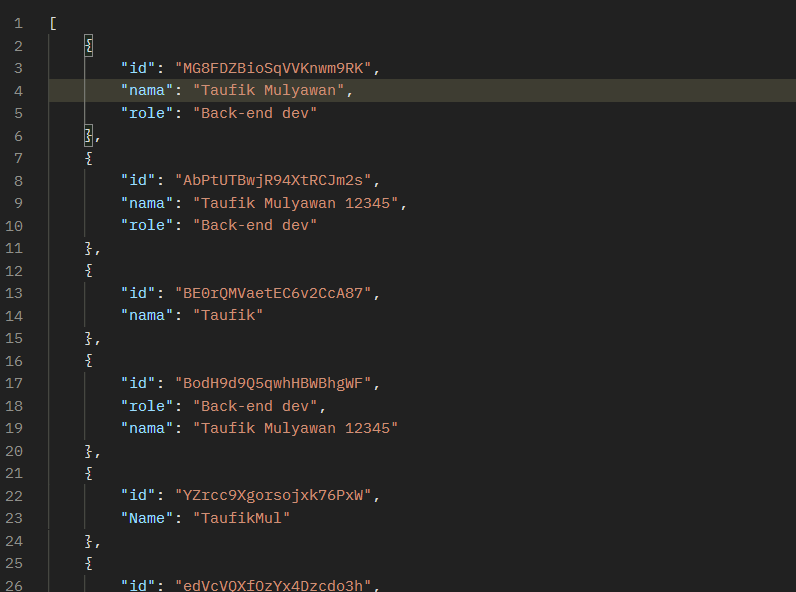 1 [
2 {
3 "id": "MG8FDZBioSqVVKnwm9RK",
4 "nama": "Taufik Mulyawan",
5 "role": "Back-end dev"
6 },
7 {
8 "id": "AbPtUTBwjR94XtRCJm2s",
9 "nama": "Taufik Mulyawan 12345",
10 "role": "Back-end dev"
11 },
12 {
13 "id": "BE0rQMVaetEC6v2CcA87",
14 "nama": "Taufik"
15 },
16 {
17 "id": "BodH9d9Q5qwhHBWBhgWF",
18 "role": "Back-end dev",
19 "nama": "Taufik Mulyawan 12345"
20 },
21 {
22 "id": "YZrcc9Xgorsojxk76PxW",
23 "Name": "TaufikMul"
24 },
25 {
26 "id": "edVcVQXfOzYx4Dzcdo3h",